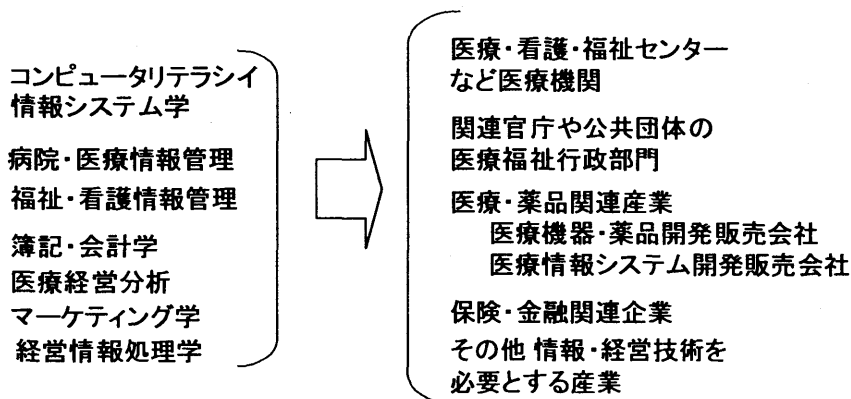 コンピュータリテラシイ
情報システム学
病院・医療情報管理
福祉・看護情報管理
簿記・会計学
医療経営分析
マーケティング学
経営情報処理学
医療・看護・福祉センター
など医療機関
関連官庁や公共団体の
医療福祉行政部門
医療・薬品関連産業
医療機器・薬品開発販売会社
医療情報システム開発販売会社
保険・金融関連企業
その他 情報・経営技術を
必要とする産業